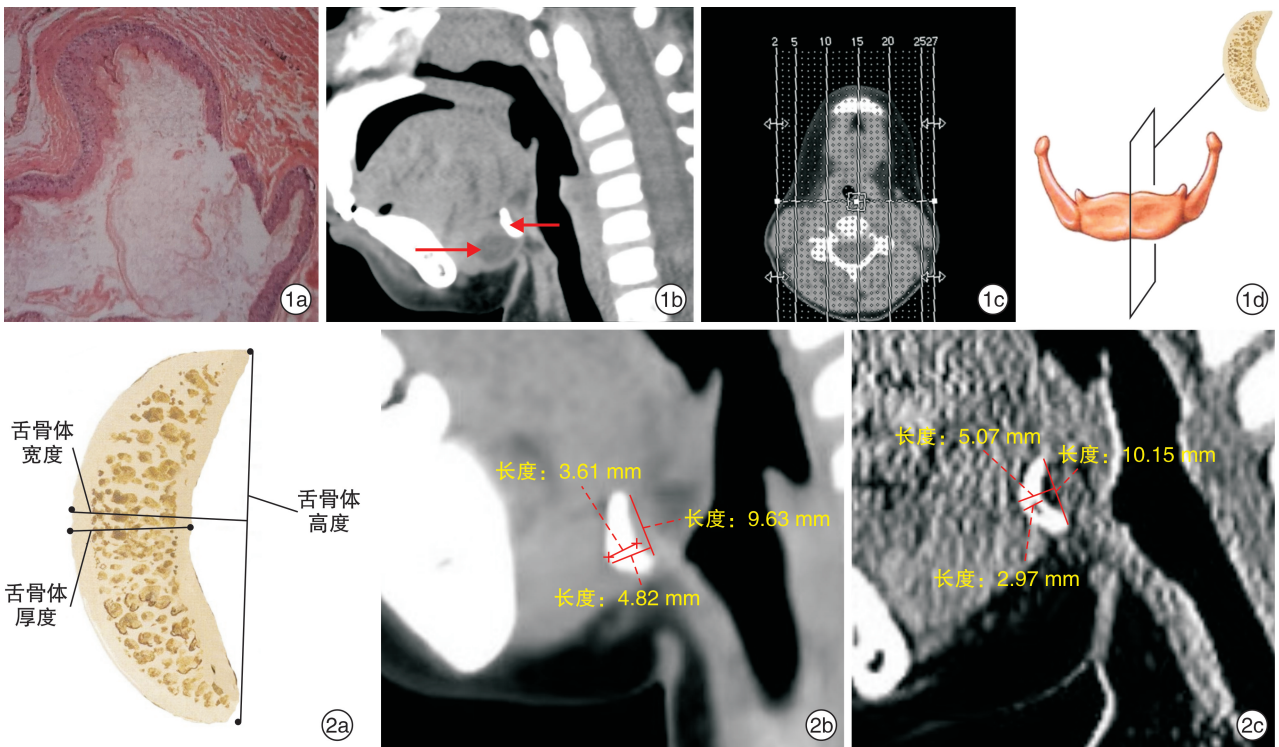 1a
1b
2 5 10 15 20 2527
1c
1d
舌骨体
宽度
舌骨体
高度
舌骨体
厚度
2a
长度：3.61 mm
长度：9.63 mm
长度：4.82 mm
2b
长度：5.07 mm
长度：10.15 mm
长度：2.97 mm
2c